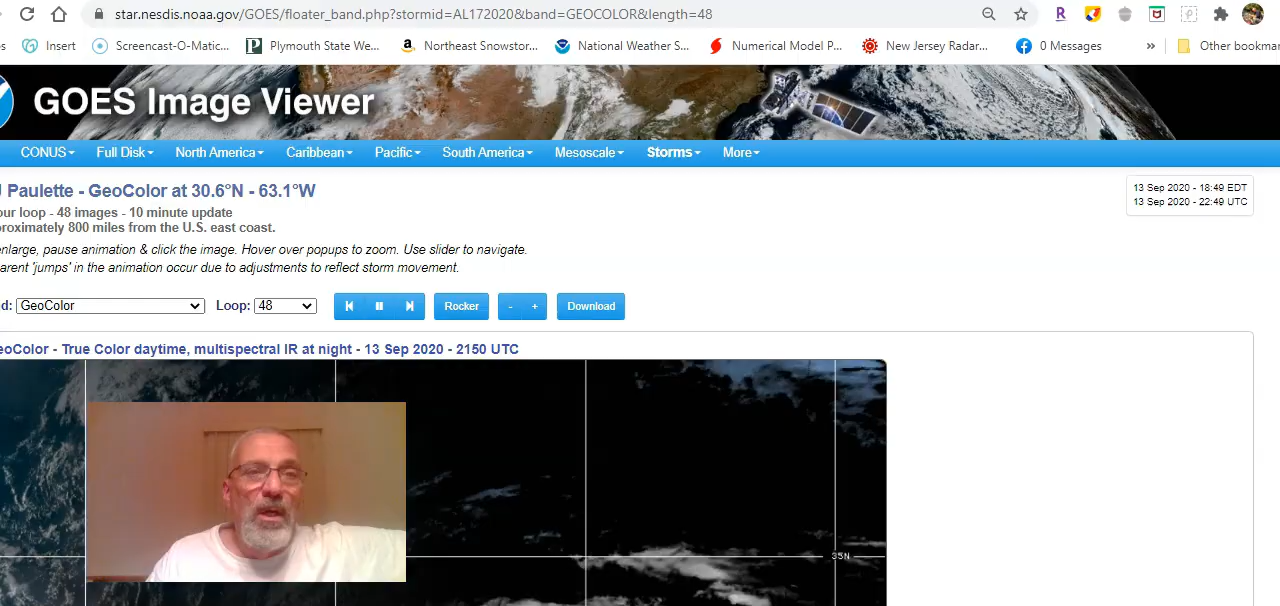 star.nesdis.noaa.gov/GOES/floater_band.php?stormid=AL172020&band=GEOCOLOR&length=48
Insert Screencast-O-Matic... Plymouth State We... Northeast Snowstor... National Weather S... Numerical Model P... New Jersey Radar... 0 Messages » Other bookmar
GOES Image Viewer
CONUS Full Disk North America Caribbean Pacific South America Mesoscale Storms More
Paulette - GeoColor at 30.6°N - 63.1°W
13 Sep 2020 - 18:49 EDT
13 Sep 2020 - 22:49 UTC
our loop - 48 images - 10 minute update
proximately 800 miles from the U.S. east coast.
enlarge, pause animation & click the image. Hover over popups to zoom. Use slider to navigate.
arent 'jumps' in the animation occur due to adjustments to reflect storm movement.
d: GeoColor Loop: 48 Rocker - + Download
eoColor - True Color daytime, multispectral IR at night - 13 Sep 2020 - 2150 UTC
35N